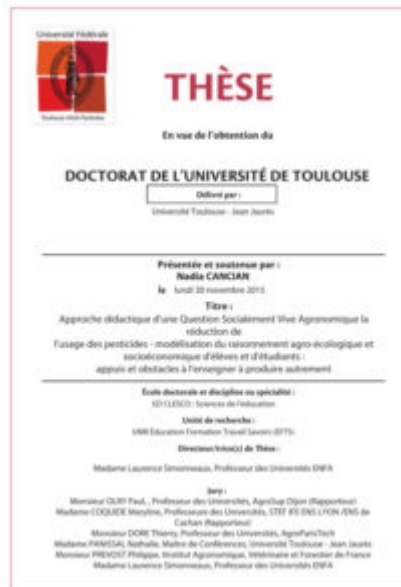 Université Fédérale
Toulouse Midi-Pyrénées
THÈSE
En vue de l'obtention du
DOCTORAT DE L'UNIVERSITÉ DE TOULOUSE
Délivré par :
Université Toulouse - Jean Jaurès
Présentée et soutenue par :
Nadia CANCIAN
le lundi 30 novembre 2015
Titre :
Approche didactique d'une Question Socialement Vive Agronomique la
réduction de
l'usage des pesticides - modélisation du raisonnement agro-écologique et
socioéconomique d'élèves et d'étudiants :
appuis et obstacles à l'enseigner à produire autrement
École doctorale et discipline ou spécialité :
ED CLESCO : Sciences de l'éducation
Unité de recherche :
UMR Éducation Formation Travail Savoirs (EFTS)
Directeur/trice(s) de Thèse :
Madame Laurence Simonneaux, Professeur des Universités ENFA
Jury :
Monsieur OLRY Paul, , Professeur des Universités, AgroSup Dijon (Rapporteur)
Madame COQUIDE Maryline, Professeure des Universités, STEF IFE ENS LYON /ENS de
Cachan (Rapporteur)
Monsieur DORE Thierry, Professeur des Universités, AgroParisTech
Madame PANISSAL Nathalie, Maitre de Conférences, Université Toulouse - Jean Jaurès
Monsieur PREVOST Philippe, Institut Agronomique, Vétérinaire et Forestier de France
Madame Laurence Simonneaux, Professeur des Universités ENFA